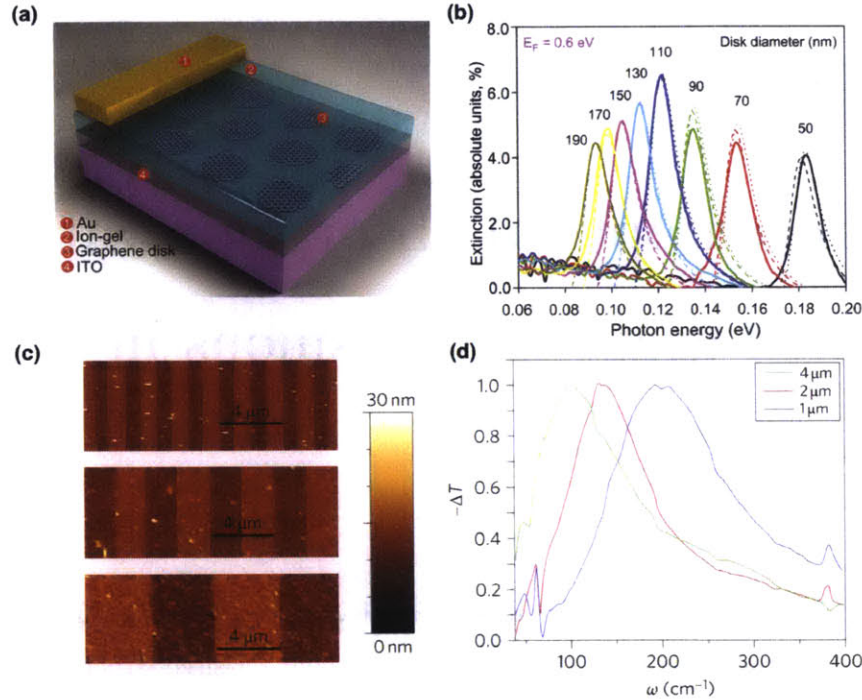 (a)
1
2
3
4
1 Au
2 Ion-gel
3 Graphene disk
4 ITO
(b)
E_F = 0.6 eV
Disk diameter (nm)
110
130
150
170
190
90
70
50
Extinction (absolute units, %)
8.0
6.0
4.0
2.0
0.0
0.06 0.08 0.10 0.12 0.14 0.16 0.18 0.20
Photon energy (eV)
(c)
4 μm
4 μm
4 μm
30 nm
0 nm
(d)
4 μm
2 μm
1 μm
−ΔT
1.0
0.8
0.6
0.4
0.2
0.0
100 200 300 400
ω (cm⁻¹)